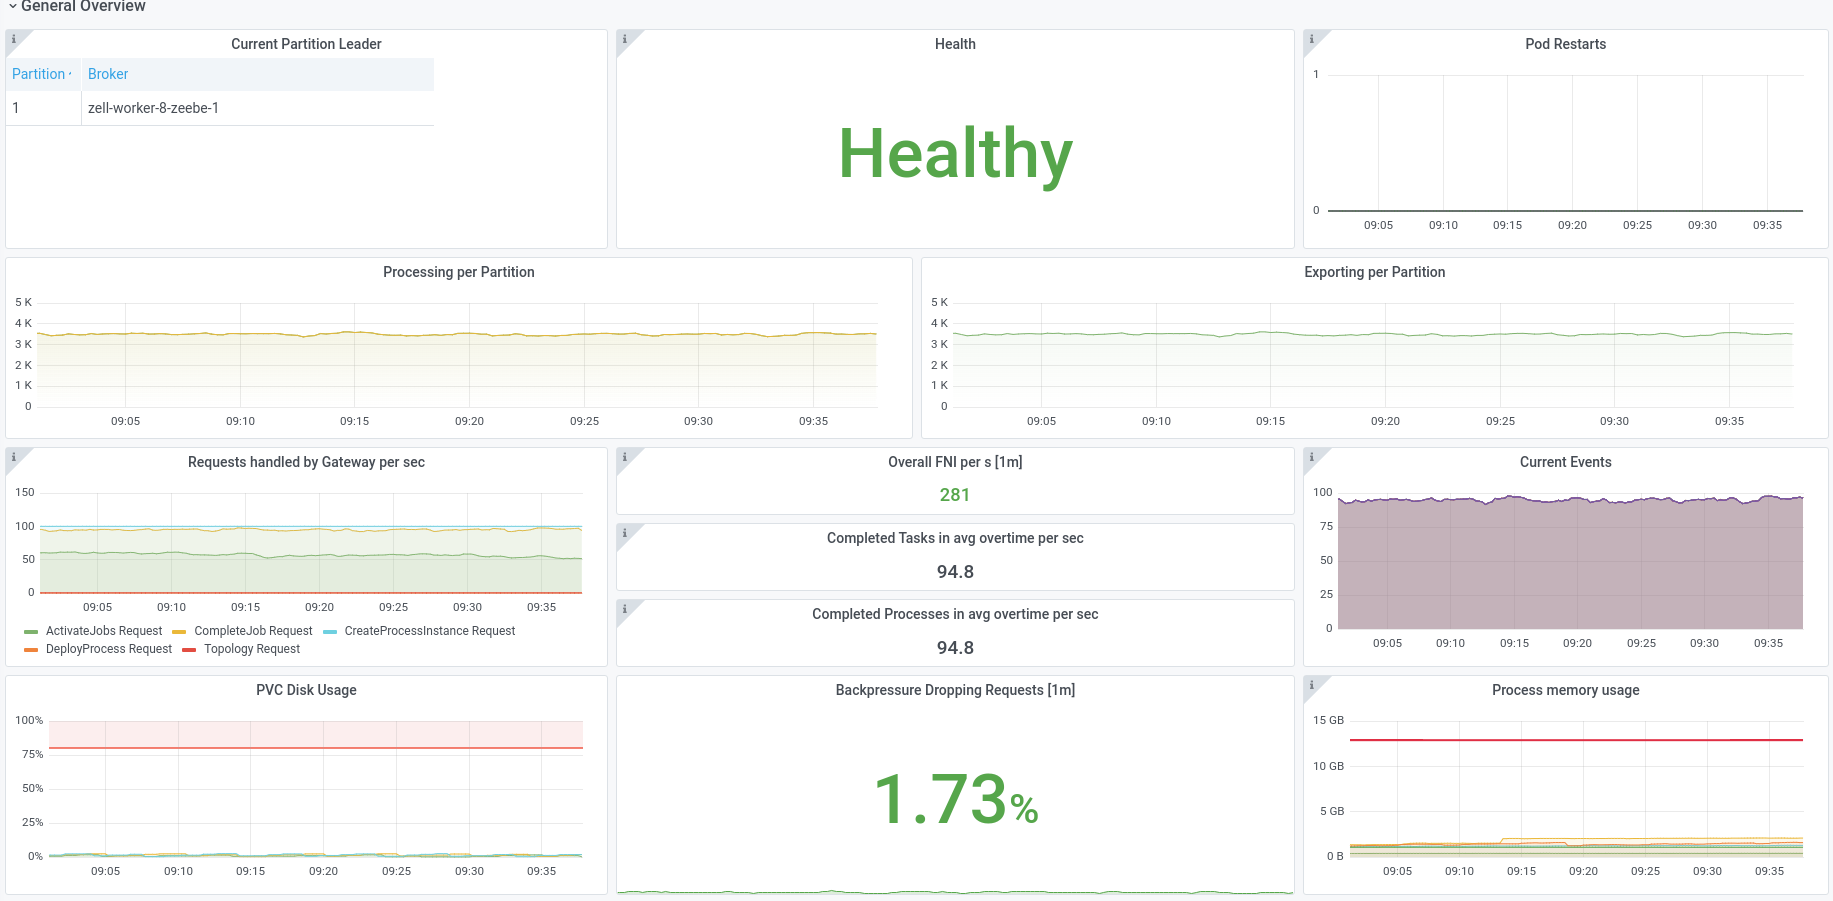 General Overview
Current Partition Leader
Partition
Broker
1
zell-worker-8-zeebe-1
Health
Healthy
Pod Restarts
1
0
09:05 09:10 09:15 09:20 09:25 09:30 09:35
Processing per Partition
5 K
4 K
3 K
2 K
1 K
0
09:05 09:10 09:15 09:20 09:25 09:30 09:35
Exporting per Partition
5 K
4 K
3 K
2 K
1 K
0
09:05 09:10 09:15 09:20 09:25 09:30 09:35
Requests handled by Gateway per sec
150
100
50
0
09:05 09:10 09:15 09:20 09:25 09:30 09:35
ActivateJobs Request CompleteJob Request CreateProcessInstance Request
DeployProcess Request Topology Request
Overall FNI per s [1m]
281
Completed Tasks in avg overtime per sec
94.8
Completed Processes in avg overtime per sec
94.8
Current Events
100
75
50
25
0
09:05 09:10 09:15 09:20 09:25 09:30 09:35
PVC Disk Usage
100%
75%
50%
25%
0%
09:05 09:10 09:15 09:20 09:25 09:30 09:35
Backpressure Dropping Requests [1m]
1.73%
Process memory usage
15 GB
10 GB
5 GB
0 B
09:05 09:10 09:15 09:20 09:25 09:30 09:35